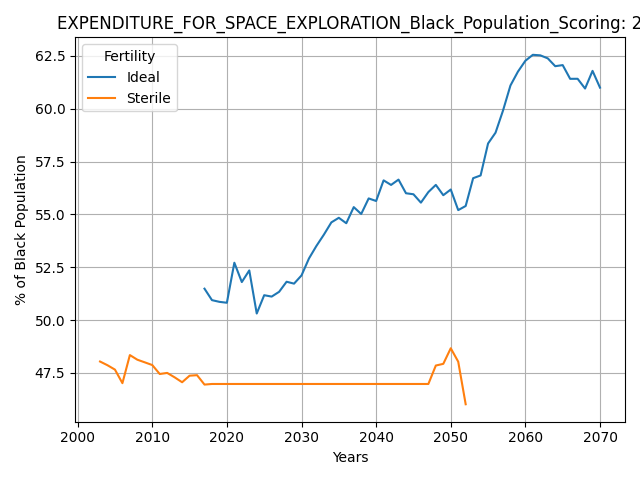 EXPENDITURE_FOR_SPACE_EXPLORATION_Black_Population_Scoring: 2
Fertility
Ideal
Sterile
% of Black Population
62.5
60.0
57.5
55.0
52.5
50.0
47.5
2000 2010 2020 2030 2040 2050 2060 2070
Years